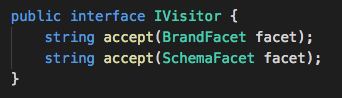 public interface IVisitor {
    string accept(BrandFacet facet);
    string accept(SchemaFacet facet);
}